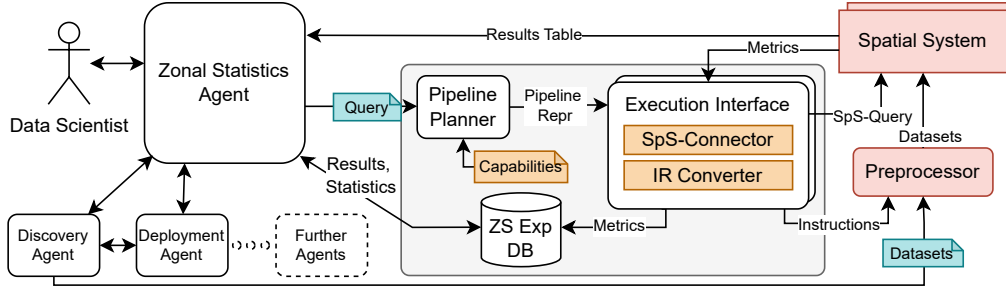 Data Scientist
Zonal Statistics
Agent
Results Table
Spatial System
Metrics
Query
Pipeline
Planner
Pipeline
Repr
Execution Interface
SpS-Connector
IR Converter
SpS-Query
Datasets
Capabilities
Results,
Statistics
Preprocessor
ZS Exp
DB
Metrics
Instructions
Discovery
Agent
Deployment
Agent
Further
Agents
Datasets